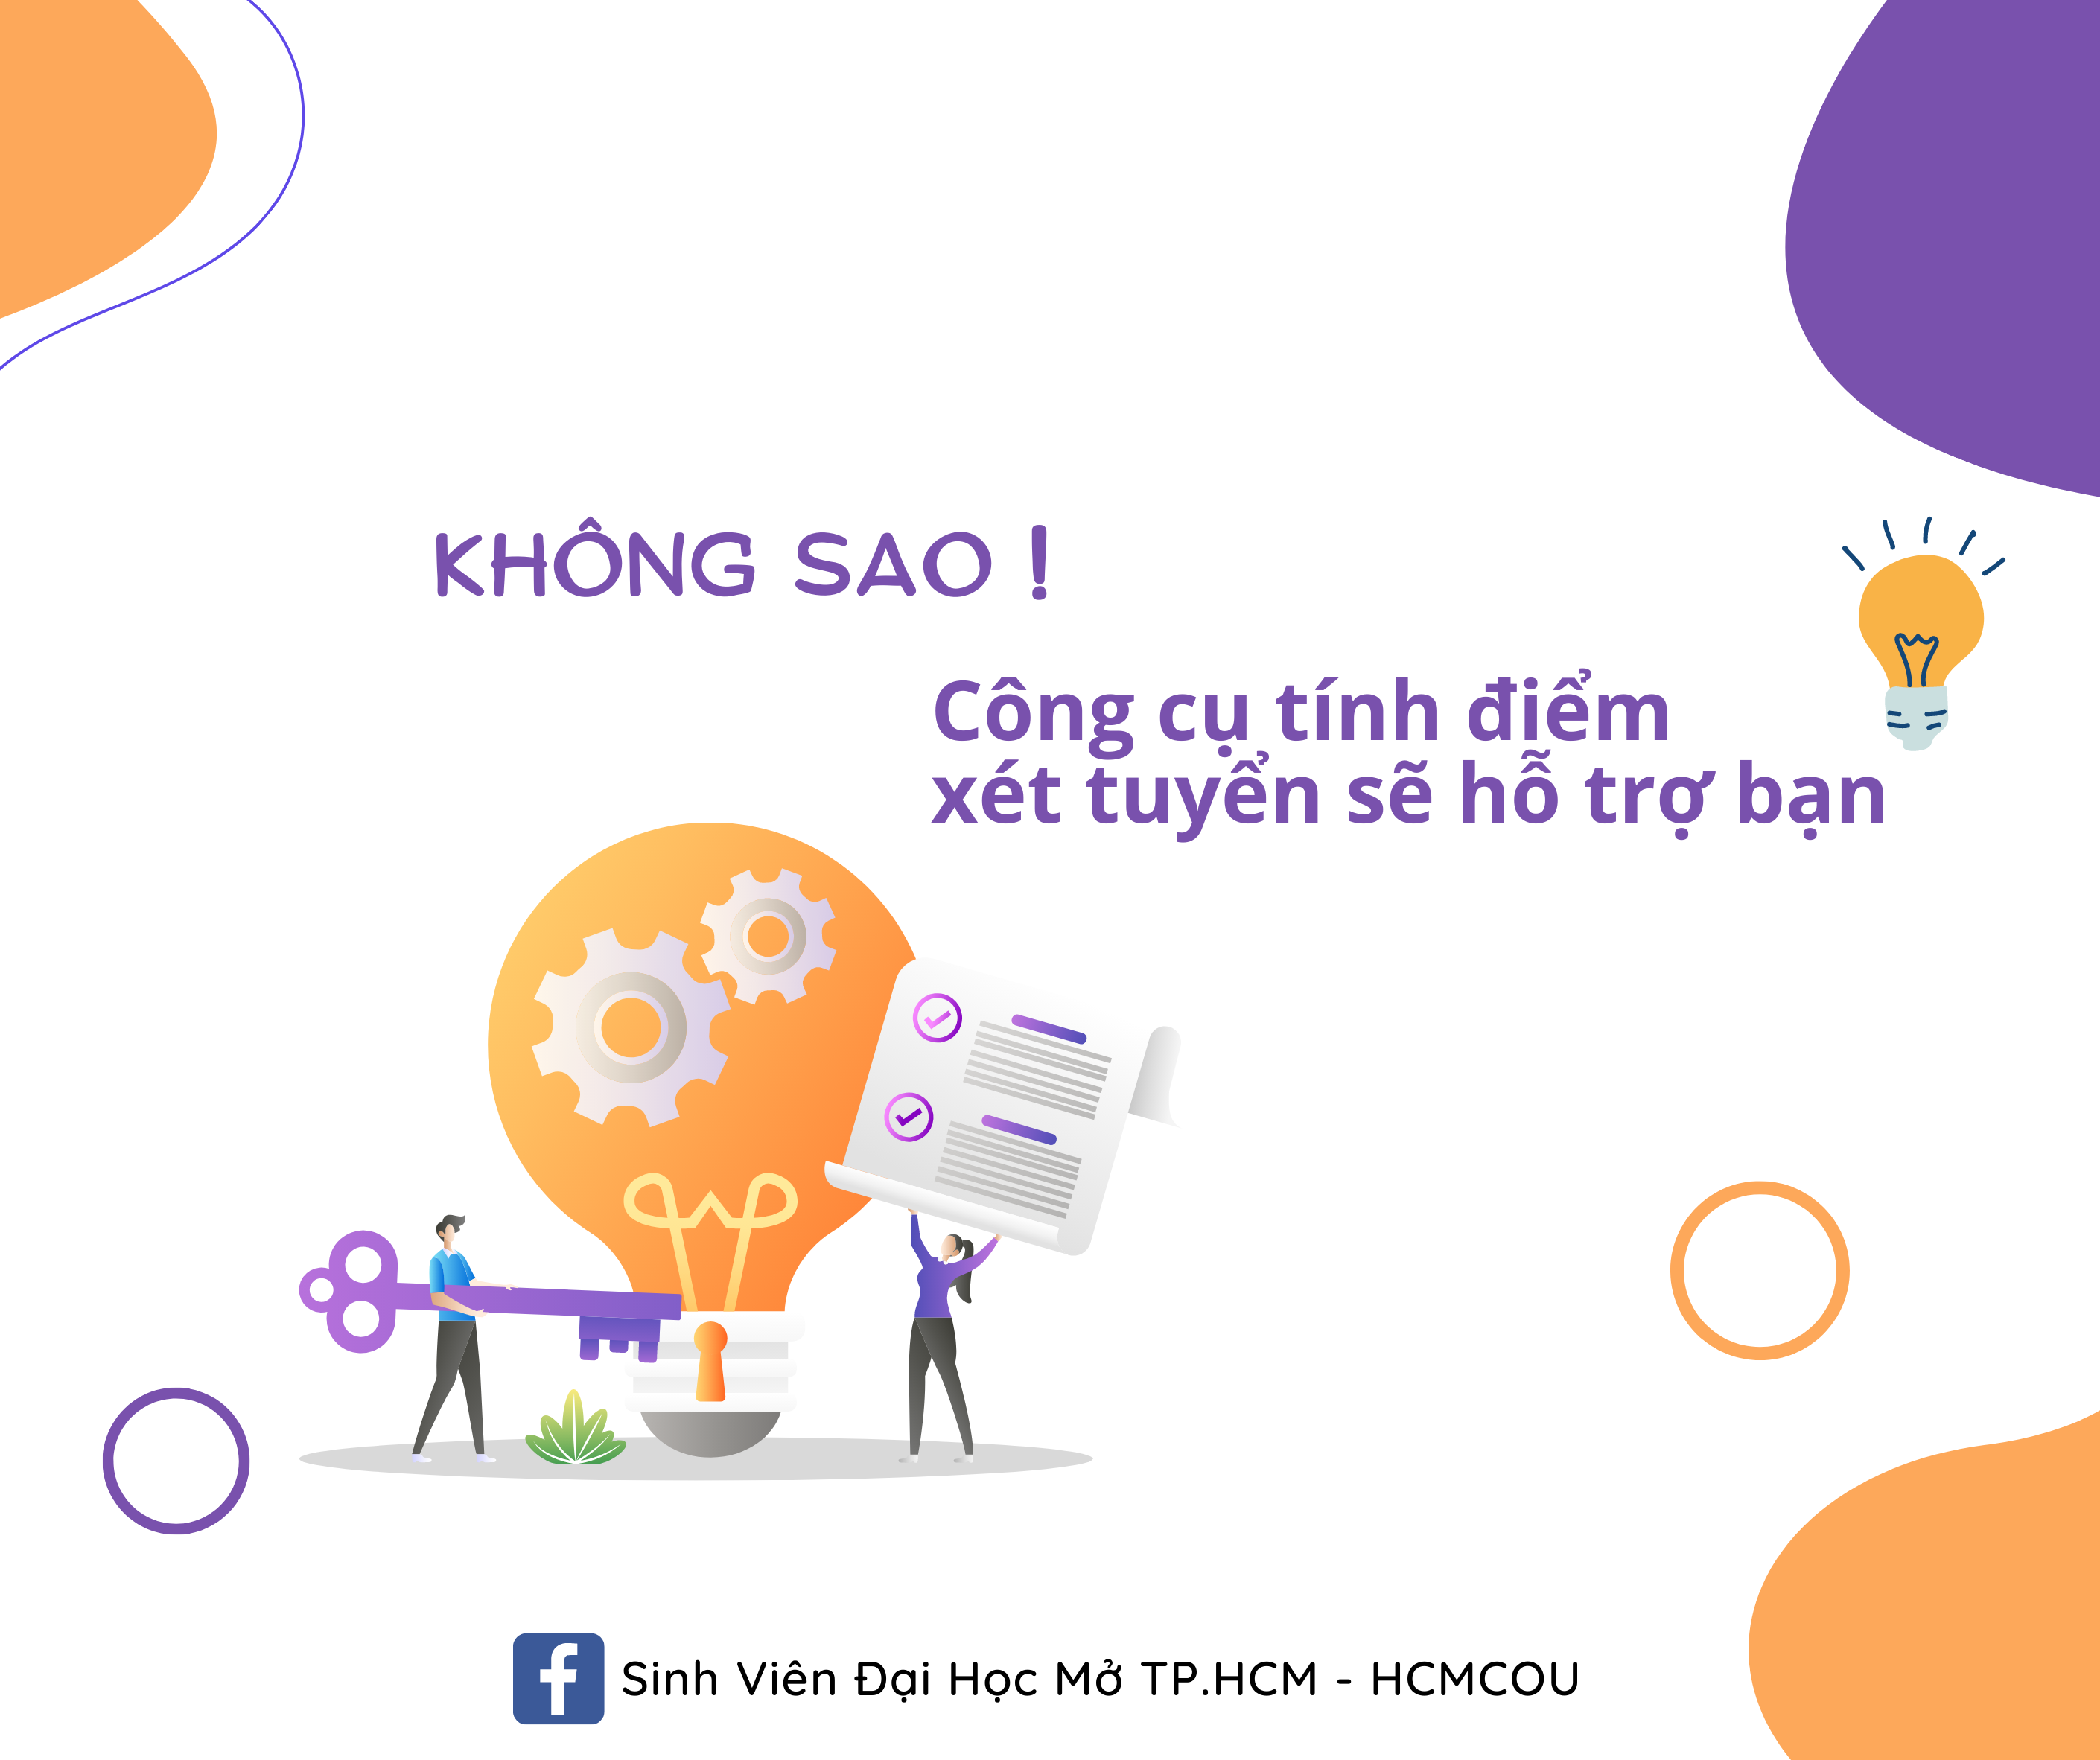 KHÔNG SAO !
Công cụ tính điểm
xét tuyển sẽ hỗ trợ bạn
Sinh Viên Đại Học Mở TP.HCM - HCMCOU